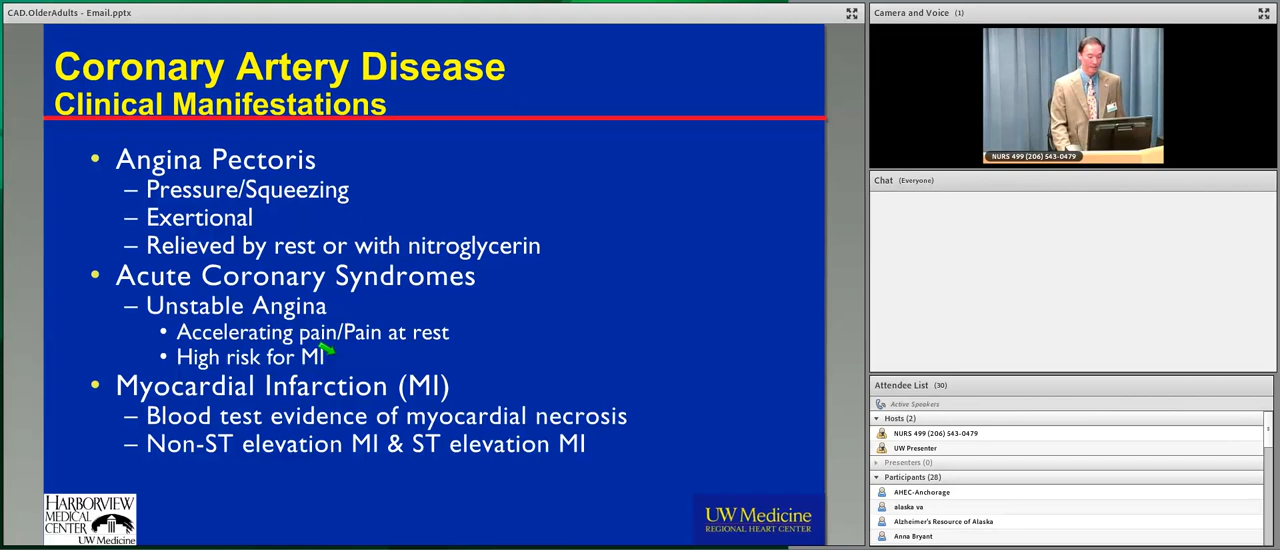 CAD.OlderAdults - Email.pptx
Coronary Artery Disease
Clinical Manifestations
• Angina Pectoris
– Pressure/Squeezing
– Exertional
– Relieved by rest or with nitroglycerin
• Acute Coronary Syndromes
– Unstable Angina
• Accelerating pain/Pain at rest
• High risk for MI
• Myocardial Infarction (MI)
– Blood test evidence of myocardial necrosis
– Non-ST elevation MI & ST elevation MI
HARBORVIEW
MEDICAL
CENTER
UW Medicine
UW Medicine
REGIONAL HEART CENTER
Camera and Voice (1)
NURS 499 (206) 543-0479
Chat (Everyone)
Attendee List (30)
Active Speakers
Hosts (2)
NURS 499 (206) 543-0479
UW Presenter
Presenters (0)
Participants (28)
AHEC-Anchorage
alaska va
Alzheimer's Resource of Alaska
Anna Bryant